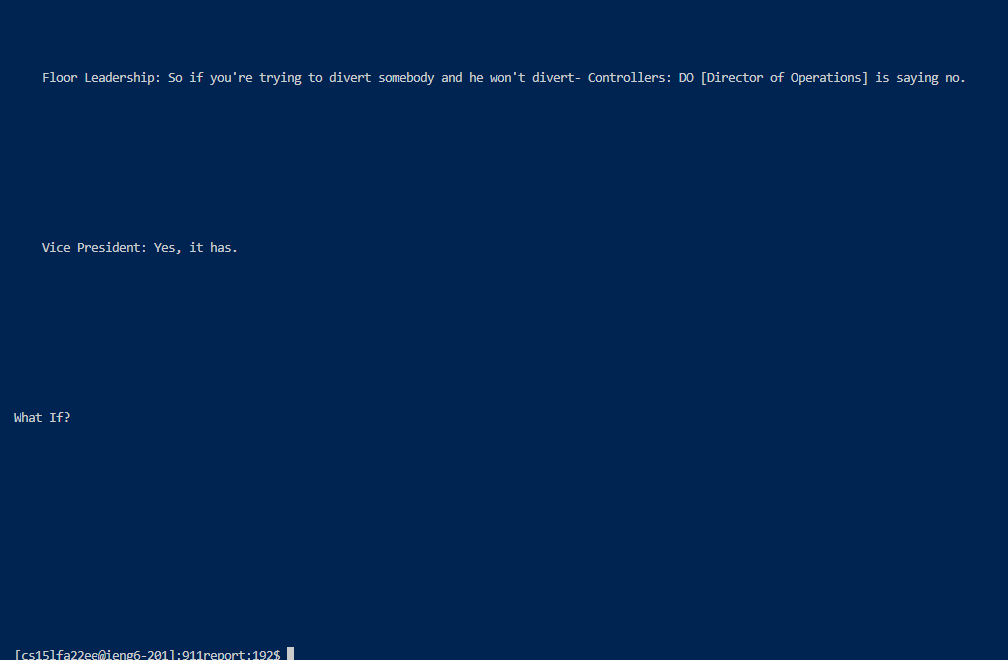 Floor Leadership: So if you're trying to divert somebody and he won't divert- Controllers: DO [Director of Operations] is saying no.
Vice President: Yes, it has.
What If?
[cs15lfa22ee@ieng6-201]:911report:192$